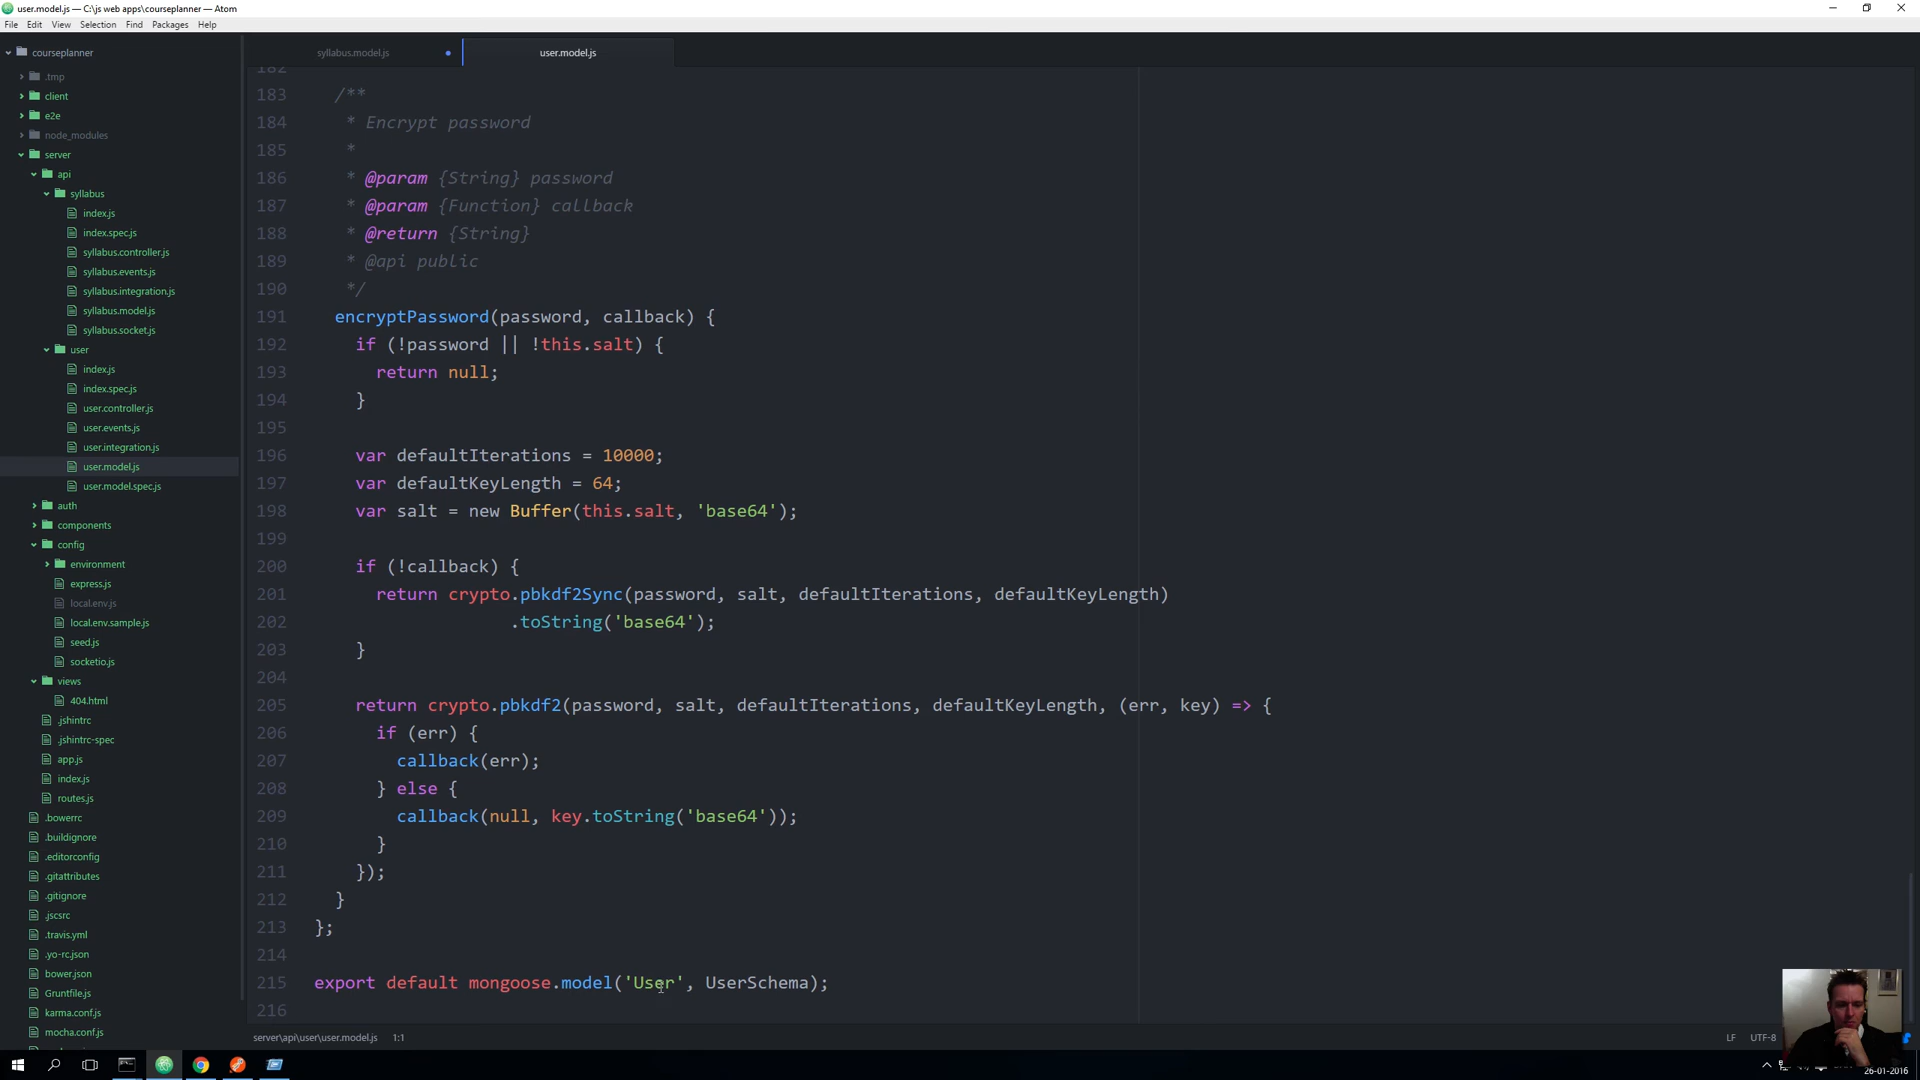 user.model.js — C:\js web apps\courseplanner — Atom
File Edit View Selection Find Packages Help
courseplanner
.tmp
client
e2e
node_modules
server
api
syllabus
index.js
index.spec.js
syllabus.controller.js
syllabus.events.js
syllabus.integration.js
syllabus.model.js
syllabus.socket.js
user
index.js
index.spec.js
user.controller.js
user.events.js
user.integration.js
user.model.js
user.model.spec.js
auth
components
config
environment
express.js
local.env.js
local.env.sample.js
seed.js
socketio.js
views
404.html
.jshintrc
.jshintrc-spec
app.js
index.js
routes.js
.bowerrc
.buildignore
.editorconfig
.gitattributes
.gitignore
.jscsrc
.travis.yml
.yo-rc.json
bower.json
Gruntfile.js
karma.conf.js
mocha.conf.js
syllabus.model.js user.model.js
182
183 /**
184 * Encrypt password
185 *
186 * @param {String} password
187 * @param {Function} callback
188 * @return {String}
189 * @api public
190 */
191 encryptPassword(password, callback) {
192 if (!password || !this.salt) {
193 return null;
194 }
195
196 var defaultIterations = 10000;
197 var defaultKeyLength = 64;
198 var salt = new Buffer(this.salt, 'base64');
199
200 if (!callback) {
201 return crypto.pbkdf2Sync(password, salt, defaultIterations, defaultKeyLength)
202 .toString('base64');
203 }
204
205 return crypto.pbkdf2(password, salt, defaultIterations, defaultKeyLength, (err, key) => {
206 if (err) {
207 callback(err);
208 } else {
209 callback(null, key.toString('base64'));
210 }
211 });
212 }
213 };
214
215 export default mongoose.model('User', UserSchema);
216
server\api\user\user.model.js 1:1
LF UTF-8
26-01-2016